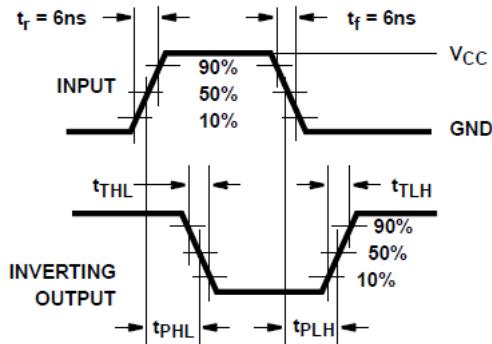 tr = 6ns
tf = 6ns
VCC
INPUT
90%
50%
10%
GND
tTHL
tTLH
90%
50%
10%
INVERTING
OUTPUT
tPHL
tPLH